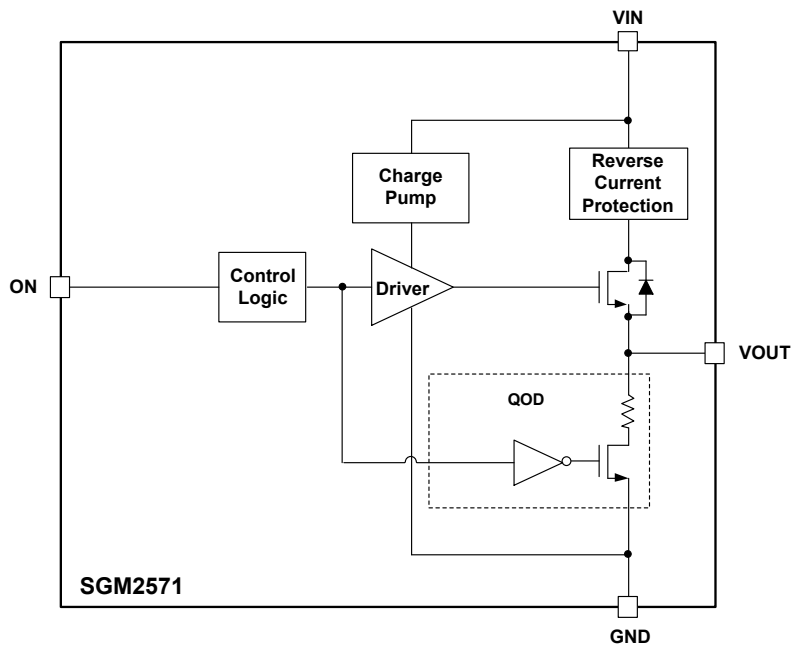 VIN
Charge
Pump
Reverse
Current
Protection
ON
Control
Logic
Driver
VOUT
QOD
SGM2571
GND